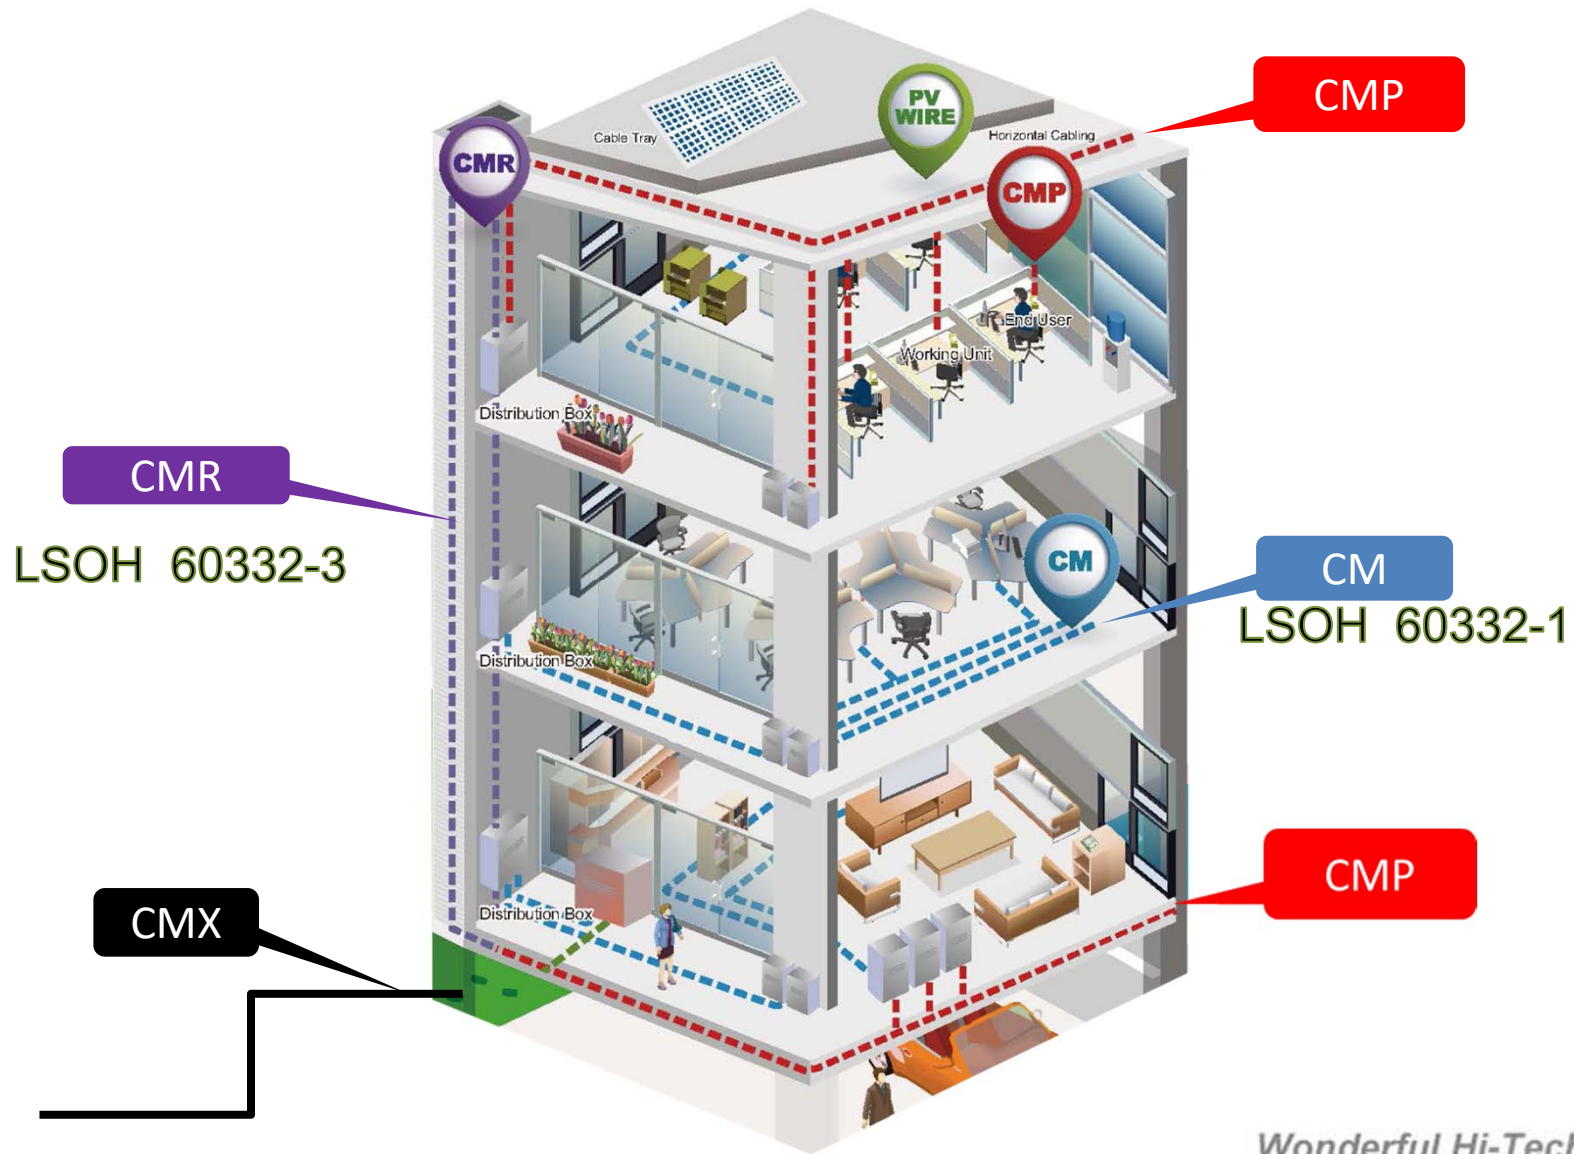 CMP
PV
WIRE
Cable Tray
Horizontal Cabling
CMR
CMP
End User
Working Unit
Distribution Box
CMR
LSOH 60332-3
CM
CM
LSOH 60332-1
Distribution Box
CMP
CMX
Distribution Box
Wonderful Hi-Tech